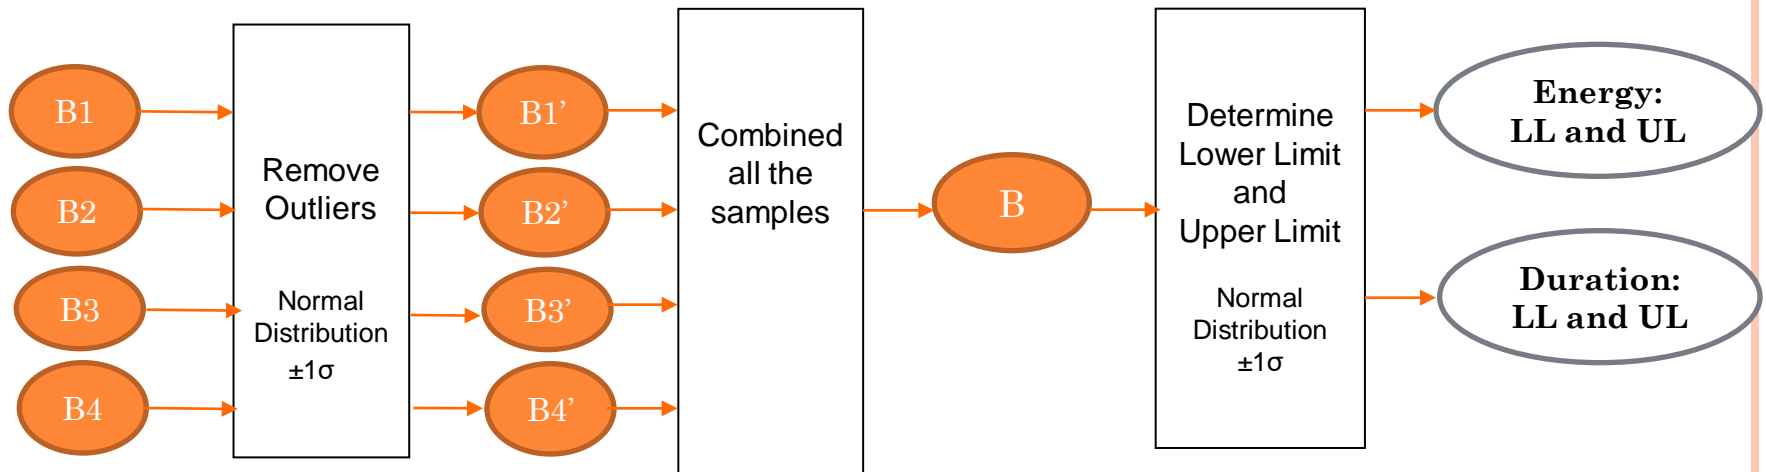 B1
B2
B3
B4
Remove
Outliers
Normal
Distribution
±1σ
B1’
B2’
B3’
B4’
Combined
all the
samples
B
Determine
Lower Limit
and
Upper Limit
Normal
Distribution
±1σ
Energy:
LL and UL
Duration:
LL and UL